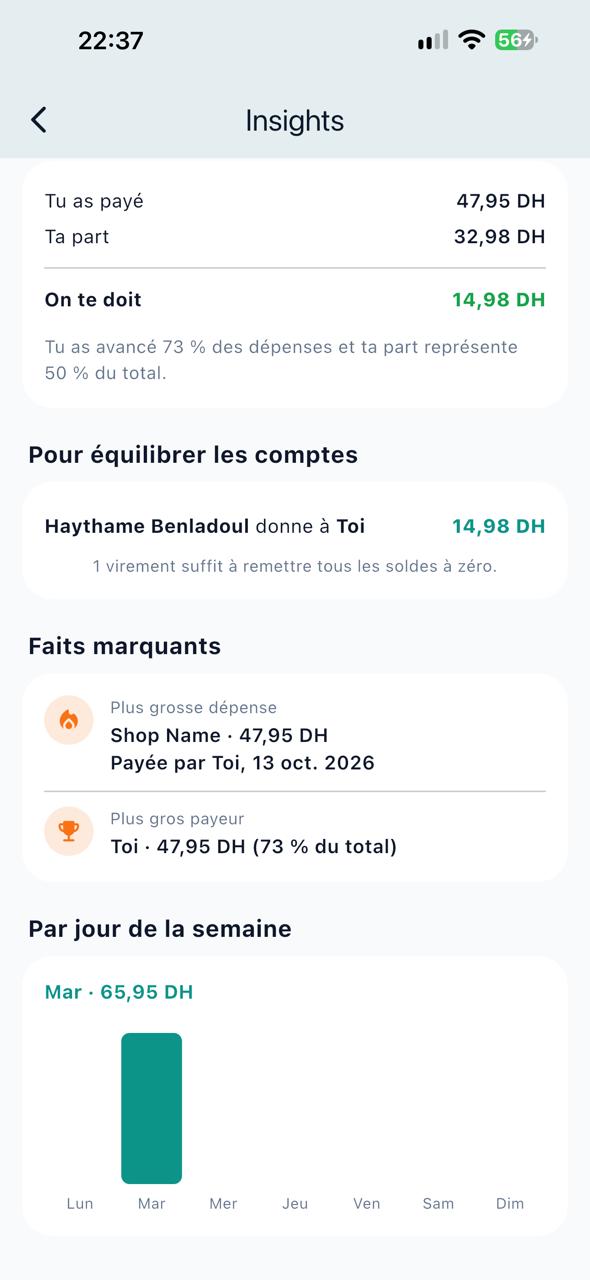 22:37
56
Insights
Tu as payé 47,95 DH
Ta part 32,98 DH
On te doit 14,98 DH
Tu as avancé 73 % des dépenses et ta part représente
50 % du total.
Pour équilibrer les comptes
Haythame Benladoul donne à Toi 14,98 DH
1 virement suffit à remettre tous les soldes à zéro.
Faits marquants
Plus grosse dépense
Shop Name · 47,95 DH
Payée par Toi, 13 oct. 2026
Plus gros payeur
Toi · 47,95 DH (73 % du total)
Par jour de la semaine
Mar · 65,95 DH
Lun Mar Mer Jeu Ven Sam Dim